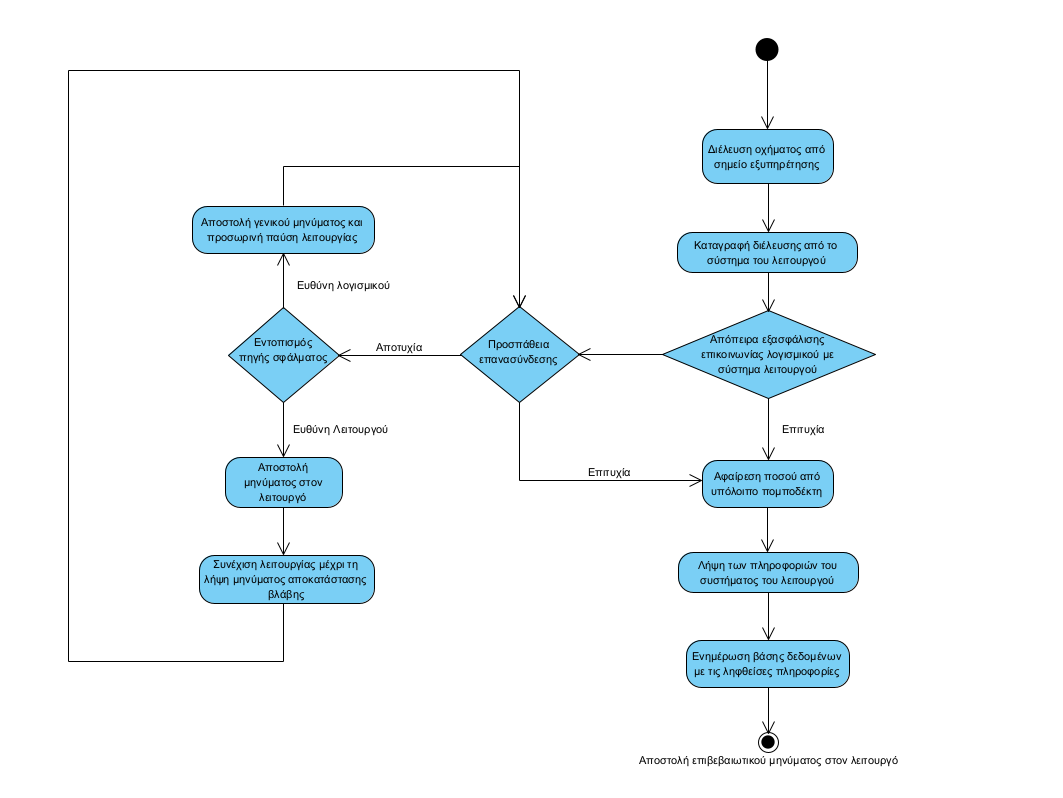 Διέλευση οχήματος από
σημείο εξυπηρέτησης
Καταγραφή διέλευσης από το
σύστημα του λειτουργού
Απόπειρα εξασφάλισης
επικοινωνίας λογισμικού με
σύστημα λειτουργού
Επιτυχία
Προσπάθεια
επανασύνδεσης
Αποτυχία
Εντοπισμός
πηγής σφάλματος
Ευθύνη λογισμικού
Αποστολή γενικού μηνύματος και
προσωρινή παύση λειτουργίας
Ευθύνη Λειτουργού
Αποστολή
μηνύματος στον
λειτουργό
Συνέχιση λειτουργίας μέχρι τη
λήψη μηνύματος αποκατάστασης
βλάβης
Επιτυχία
Αφαίρεση ποσού από
υπόλοιπο πομποδέκτη
Λήψη των πληροφοριών του
συστήματος του λειτουργού
Ενημέρωση βάσης δεδομένων
με τις ληφθείσες πληροφορίες
Αποστολή επιβεβαιωτικού μηνύματος στον λειτουργό